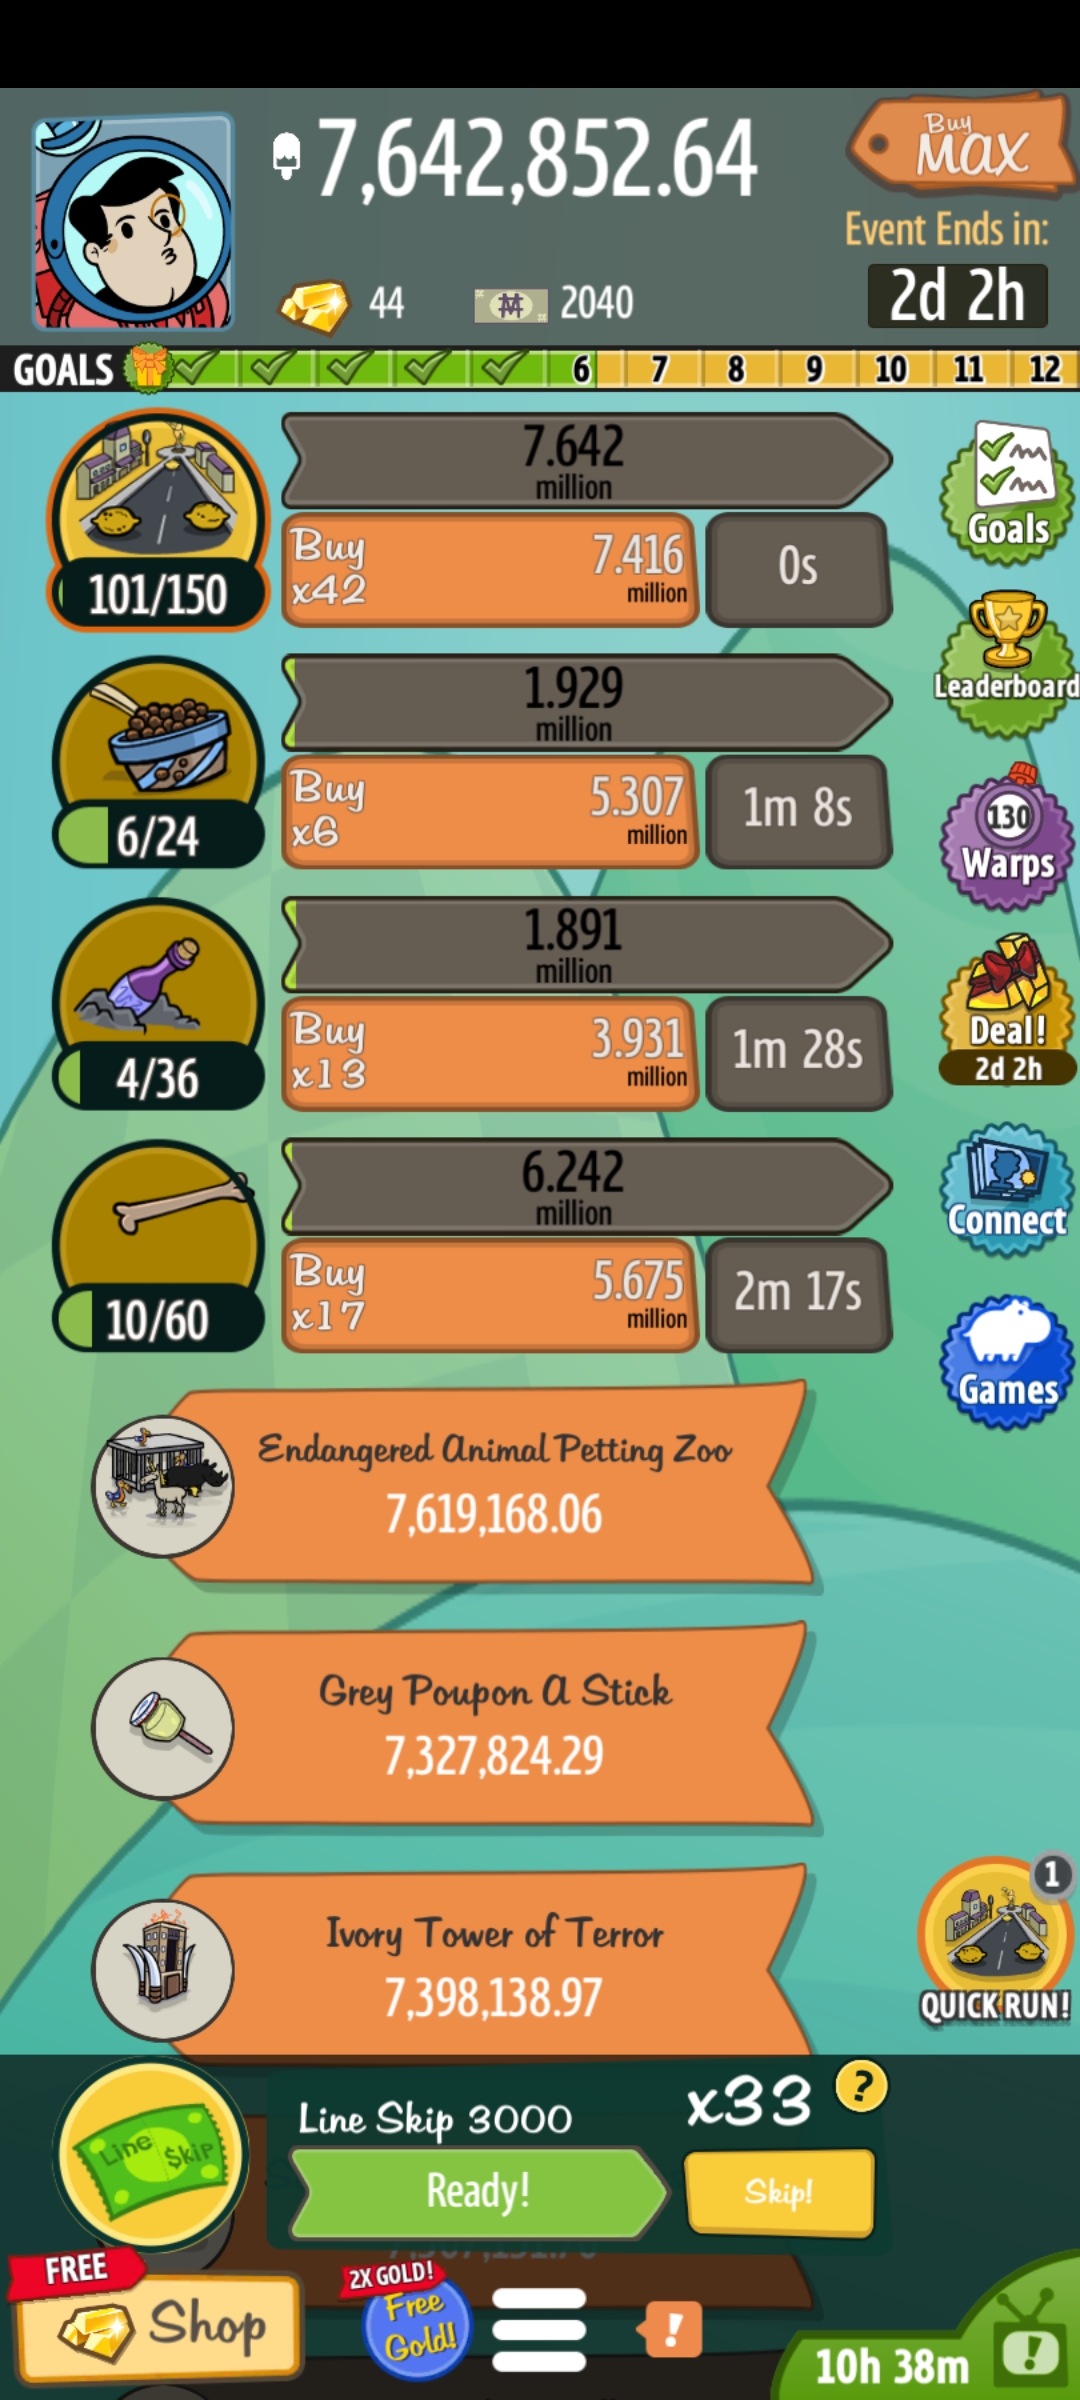 7,642,852.64
Buy
MAX
Event Ends in:
44
2040
2d 2h
GOALS
6 7 8 9 10 11 12
7.642
million
Buy
x42
7.416
million
0s
101/150
Goals
1.929
million
Buy
x6
5.307
million
1m 8s
6/24
Leaderboard
130
Warps
1.891
million
Buy
x13
3.931
million
1m 28s
4/36
Deal!
2d 2h
6.242
million
Buy
x17
5.675
million
2m 17s
10/60
Connect
Games
Endangered Animal Petting Zoo
7,619,168.06
Grey Poupon A Stick
7,327,824.29
Ivory Tower of Terror
7,398,138.97
1
QUICK RUN!
Line $kip
Line Skip 3000
x33
?
Ready!
Skip!
FREE
Shop
2X GOLD!
Free
Gold!
!
10h 38m
!